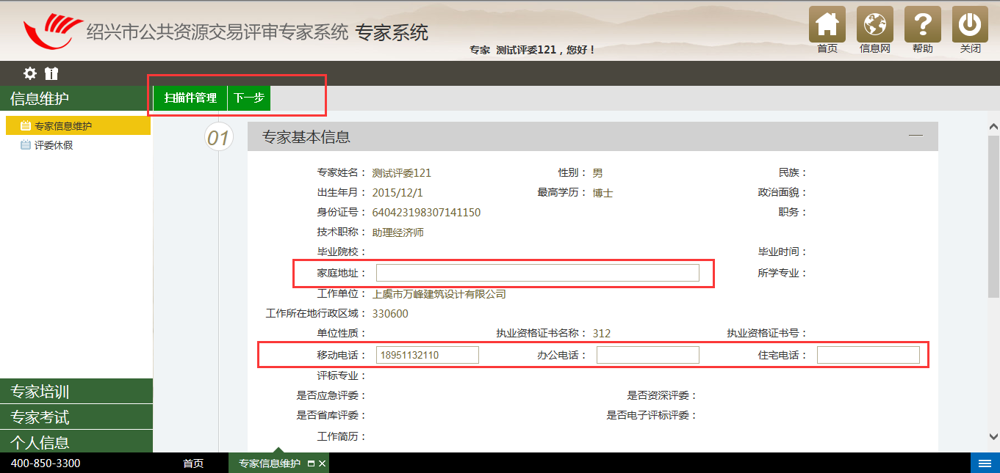 绍兴市公共资源交易评审专家系统 专家系统
专家 测试评委121，您好！
首页 信息网 帮助 关闭
信息维护
扫描件管理 下一步
专家信息维护
评委休假
01 专家基本信息
专家姓名： 测试评委121 性别： 男 民族：
出生年月： 2015/12/1 最高学历： 博士 政治面貌：
身份证号： 640423198307141150 职务：
技术职称： 助理经济师
毕业院校： 毕业时间：
家庭地址： 所学专业：
工作单位： 上虞市万峰建筑设计有限公司
工作所在地行政区域： 330600
单位性质： 执业资格证书名称： 312 执业资格证书号：
移动电话： 18951132110 办公电话： 住宅电话：
评标专业：
是否应急评委： 是否资深评委：
是否省库评委： 是否电子评标评委：
工作简历：
专家培训
专家考试
个人信息
400-850-3300 首页 专家信息维护